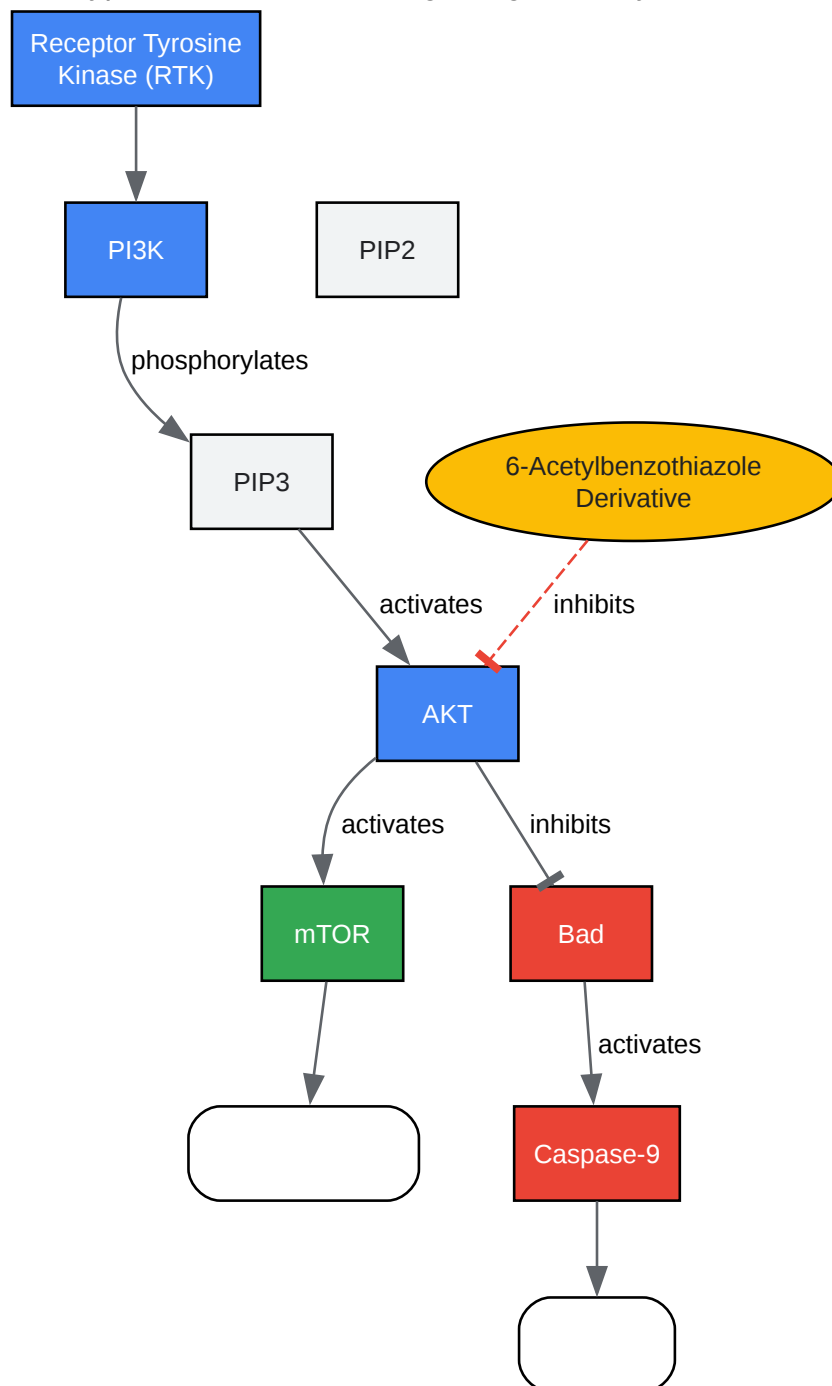 Receptor Tyrosine
Kinase (RTK)
PI3K
PIP2
phosphorylates
PIP3
6-Acetylbenzothiazole
Derivative
activates
inhibits
AKT
activates
inhibits
mTOR
Bad
activates
Caspase-9